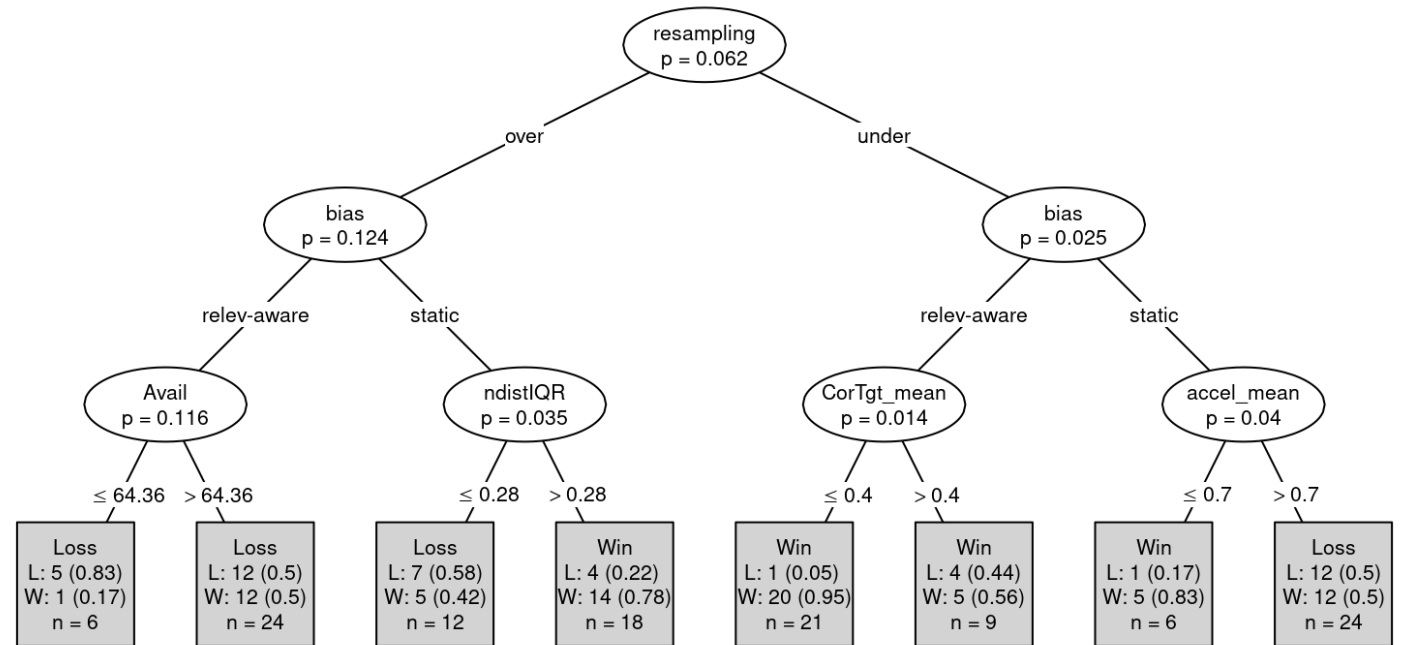 resampling
p = 0.062
over
under
bias
p = 0.124
bias
p = 0.025
relev-aware
static
relev-aware
static
Avail
p = 0.116
ndistIQR
p = 0.035
CorTgt_mean
p = 0.014
accel_mean
p = 0.04
≤ 64.36
> 64.36
≤ 0.28
> 0.28
≤ 0.4
> 0.4
≤ 0.7
> 0.7
Loss
L: 5 (0.83)
W: 1 (0.17)
n = 6
Loss
L: 12 (0.5)
W: 12 (0.5)
n = 24
Loss
L: 7 (0.58)
W: 5 (0.42)
n = 12
Win
L: 4 (0.22)
W: 14 (0.78)
n = 18
Win
L: 1 (0.05)
W: 20 (0.95)
n = 21
Win
L: 4 (0.44)
W: 5 (0.56)
n = 9
Win
L: 1 (0.17)
W: 5 (0.83)
n = 6
Loss
L: 12 (0.5)
W: 12 (0.5)
n = 24